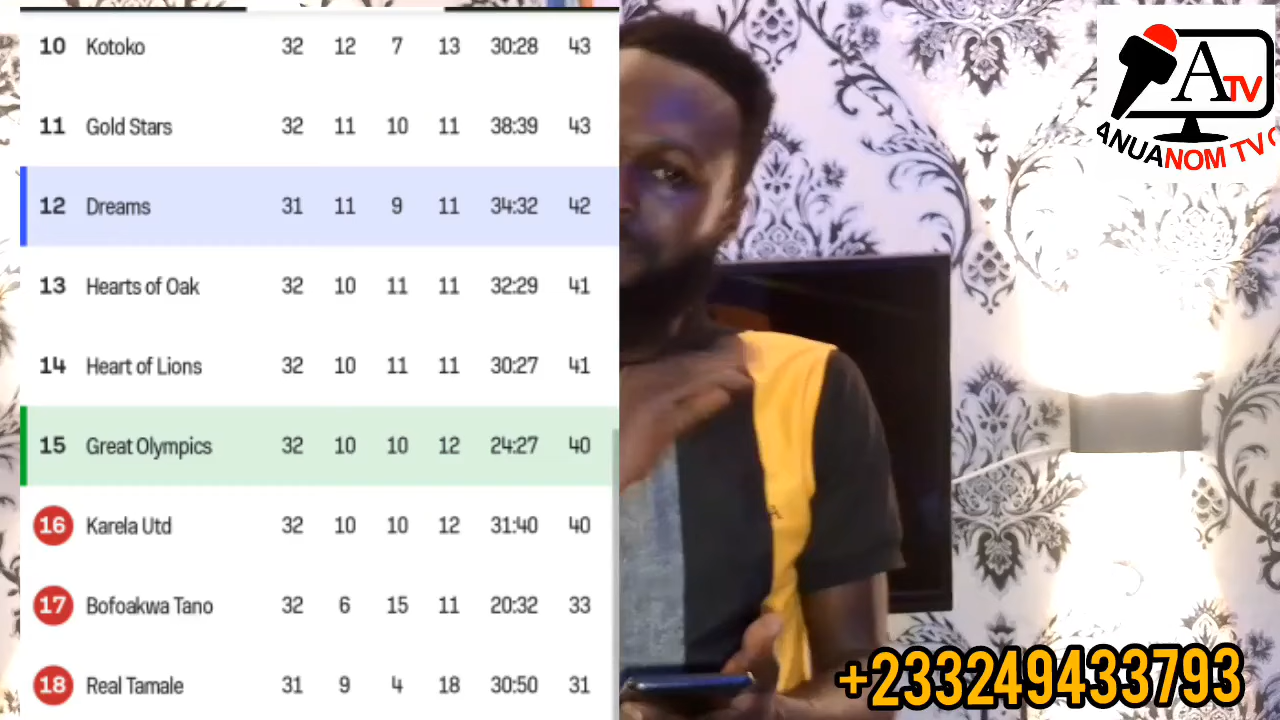 10 Kotoko 32 12 7 13 30:28 43
11 Gold Stars 32 11 10 11 38:39 43
12 Dreams 31 11 9 11 34:32 42
13 Hearts of Oak 32 10 11 11 32:29 41
14 Heart of Lions 32 10 11 11 30:27 41
15 Great Olympics 32 10 10 12 24:27 40
16 Karela Utd 32 10 10 12 31:40 40
17 Bofoakwa Tano 32 6 15 11 20:32 33
18 Real Tamale 31 9 4 18 30:50 31
A TV
ANUANOM TV
+233249433793